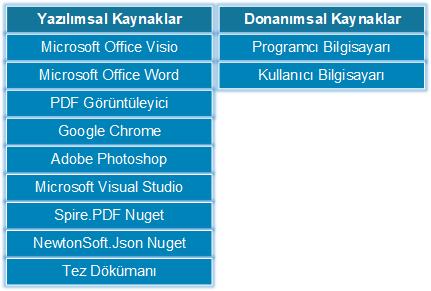 Yazılımsal Kaynaklar
Microsoft Office Visio
Microsoft Office Word
PDF Görüntüleyici
Google Chrome
Adobe Photoshop
Microsoft Visual Studio
Spire.PDF Nuget
NewtonSoft.Json Nuget
Tez Dökümanı
Donanımsal Kaynaklar
Programcı Bilgisayarı
Kullanıcı Bilgisayarı